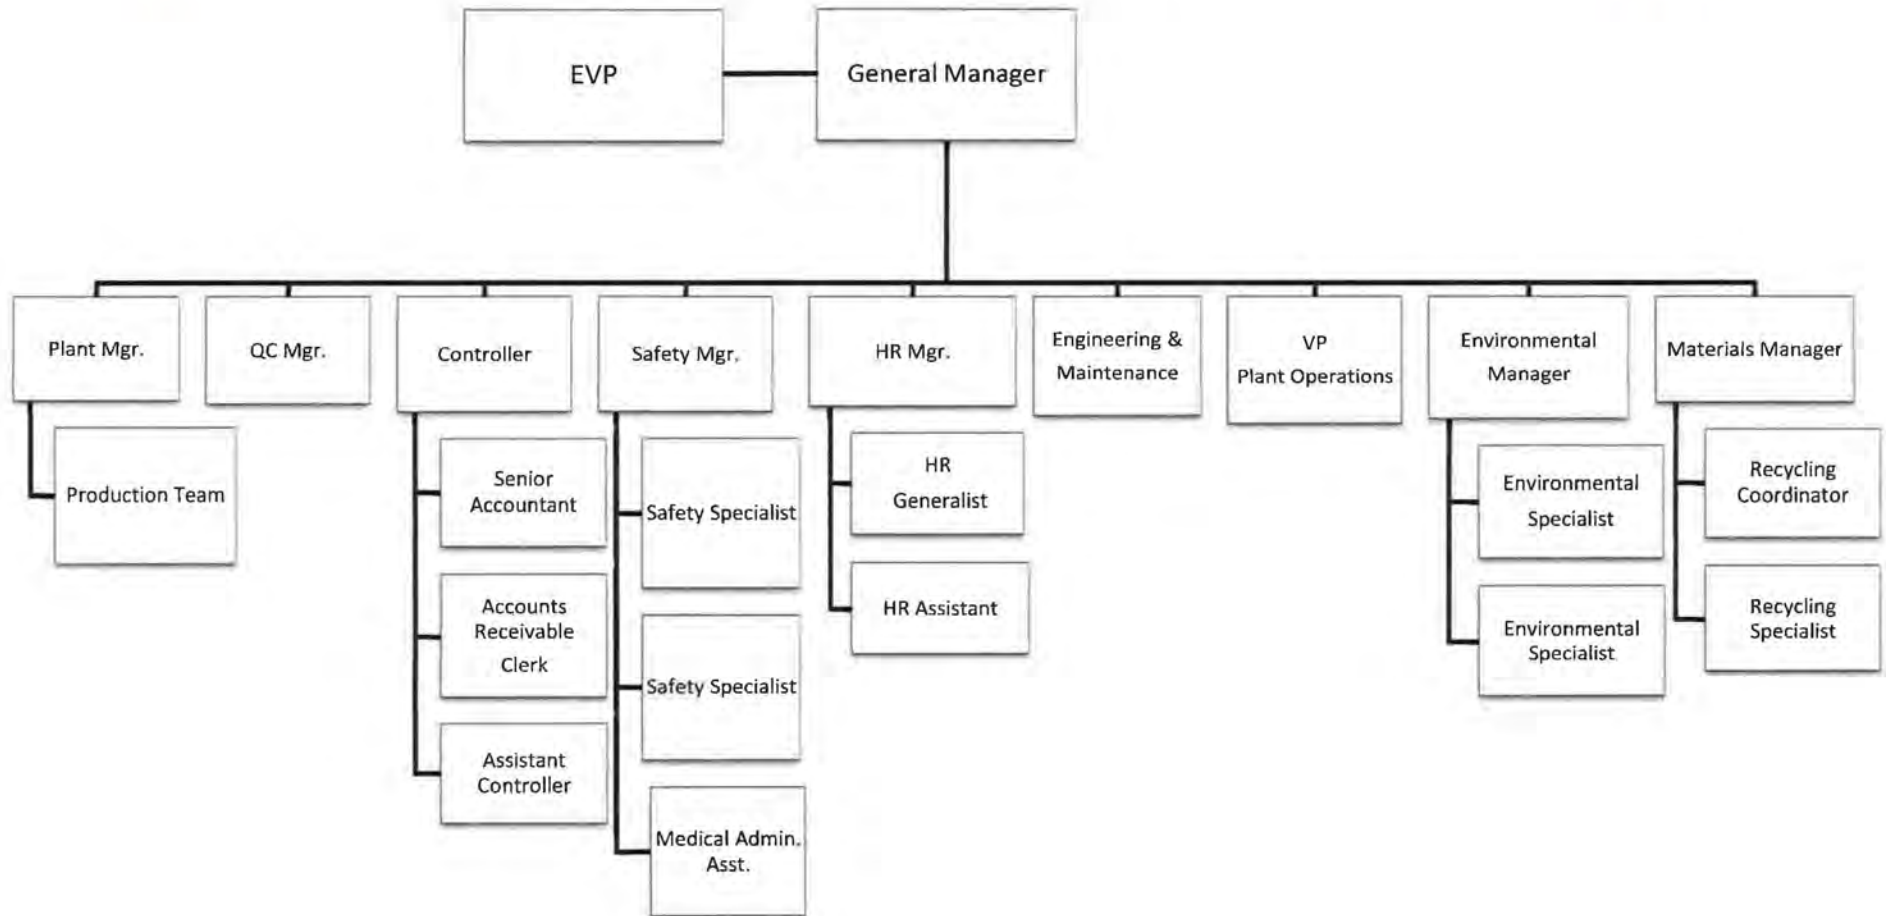 EVP
General Manager
Plant Mgr.
QC Mgr.
Controller
Safety Mgr.
HR Mgr.
Engineering &
Maintenance
VP
Plant Operations
Environmental
Manager
Materials Manager
Production Team
Senior
Accountant
Accounts
Receivable
Clerk
Assistant
Controller
Safety Specialist
Safety Specialist
Medical Admin.
Asst.
HR
Generalist
HR Assistant
Environmental
Specialist
Environmental
Specialist
Recycling
Coordinator
Recycling
Specialist